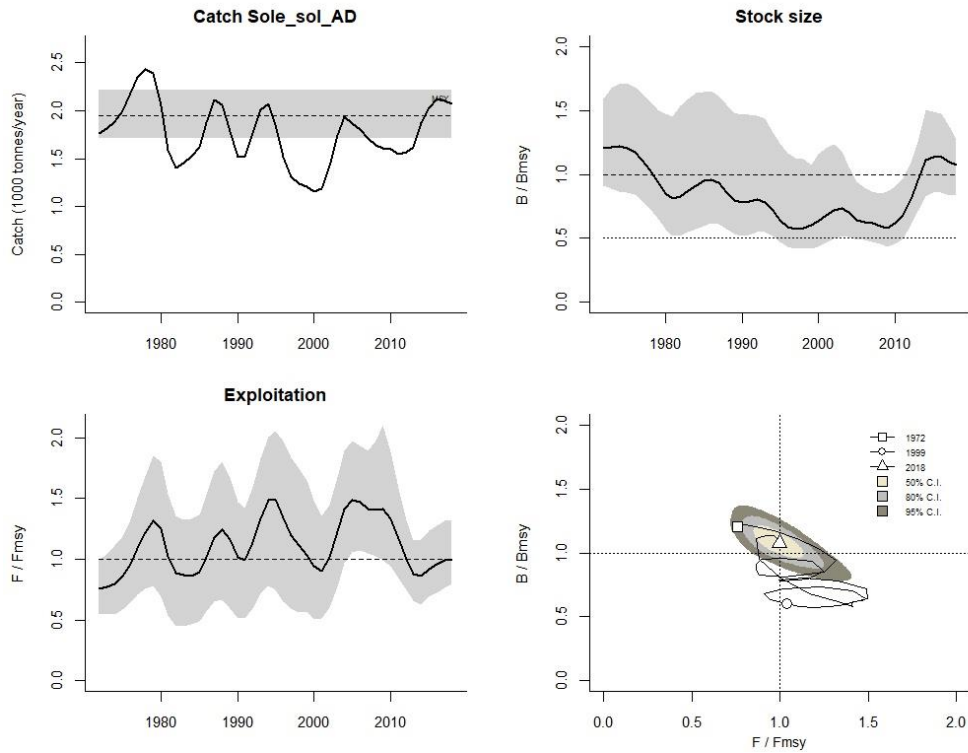 Catch Sole_sol_AD
Catch (1000 tonnes/year)
2.5
2.0
1.5
1.0
0.5
0.0
MSY
1980 1990 2000 2010
Stock size
B / Bmsy
2.0
1.5
1.0
0.5
0.0
1980 1990 2000 2010
Exploitation
F / Fmsy
2.0
1.5
1.0
0.5
0.0
1980 1990 2000 2010
B / Bmsy
2.0
1.5
1.0
0.5
0.0
1972
1999
2018
50% C.I.
80% C.I.
95% C.I.
0.0 0.5 1.0 1.5 2.0
F / Fmsy